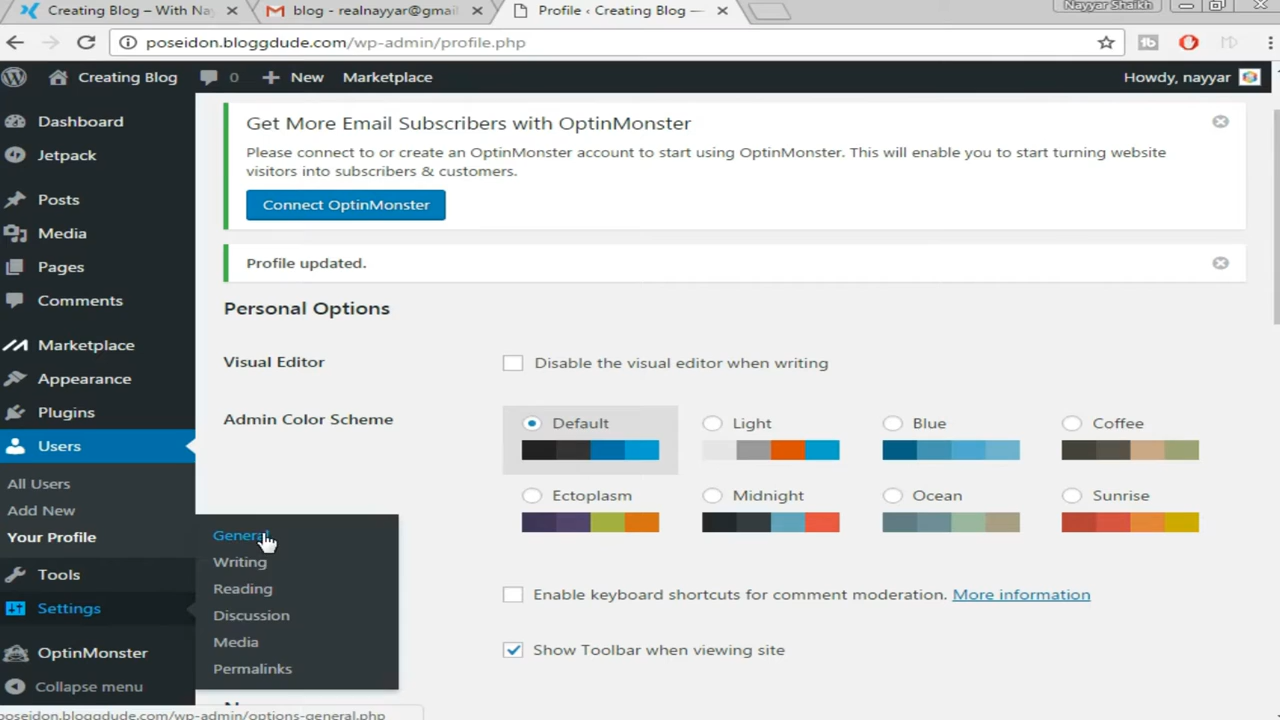 Creating Blog – With Na
blog - realnayyar@gmai
Profile ‹ Creating Blog —
Nayyar Shaikh
poseidon.bloggdude.com/wp-admin/profile.php
Creating Blog
0
New
Marketplace
Howdy, nayyar
Dashboard
Jetpack
Posts
Media
Pages
Comments
Marketplace
Appearance
Plugins
Users
All Users
Add New
Your Profile
Tools
Settings
OptinMonster
Collapse menu
General
Writing
Reading
Discussion
Media
Permalinks
Get More Email Subscribers with OptinMonster
Please connect to or create an OptinMonster account to start using OptinMonster. This will enable you to start turning website
visitors into subscribers & customers.
Connect OptinMonster
Profile updated.
Personal Options
Visual Editor
Disable the visual editor when writing
Admin Color Scheme
Default
Light
Blue
Coffee
Ectoplasm
Midnight
Ocean
Sunrise
Enable keyboard shortcuts for comment moderation. More information
Show Toolbar when viewing site
poseidon.bloggdude.com/wp-admin/options-general.php